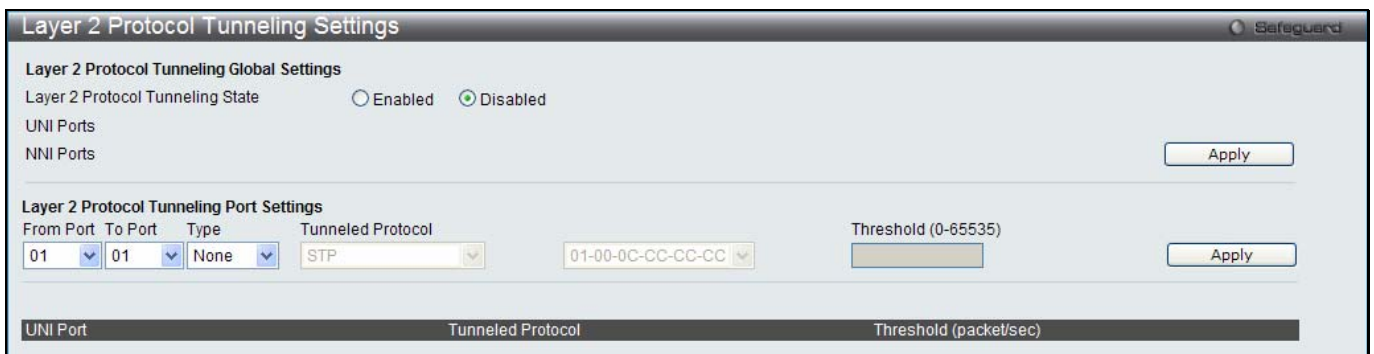 Layer 2 Protocol Tunneling Settings
Safeguard
Layer 2 Protocol Tunneling Global Settings
Layer 2 Protocol Tunneling State Enabled Disabled
UNI Ports
NNI Ports Apply
Layer 2 Protocol Tunneling Port Settings
From Port To Port Type Tunneled Protocol Threshold (0-65535)
01 01 None STP 01-00-0C-CC-CC-CC Apply
UNI Port Tunneled Protocol Threshold (packet/sec)